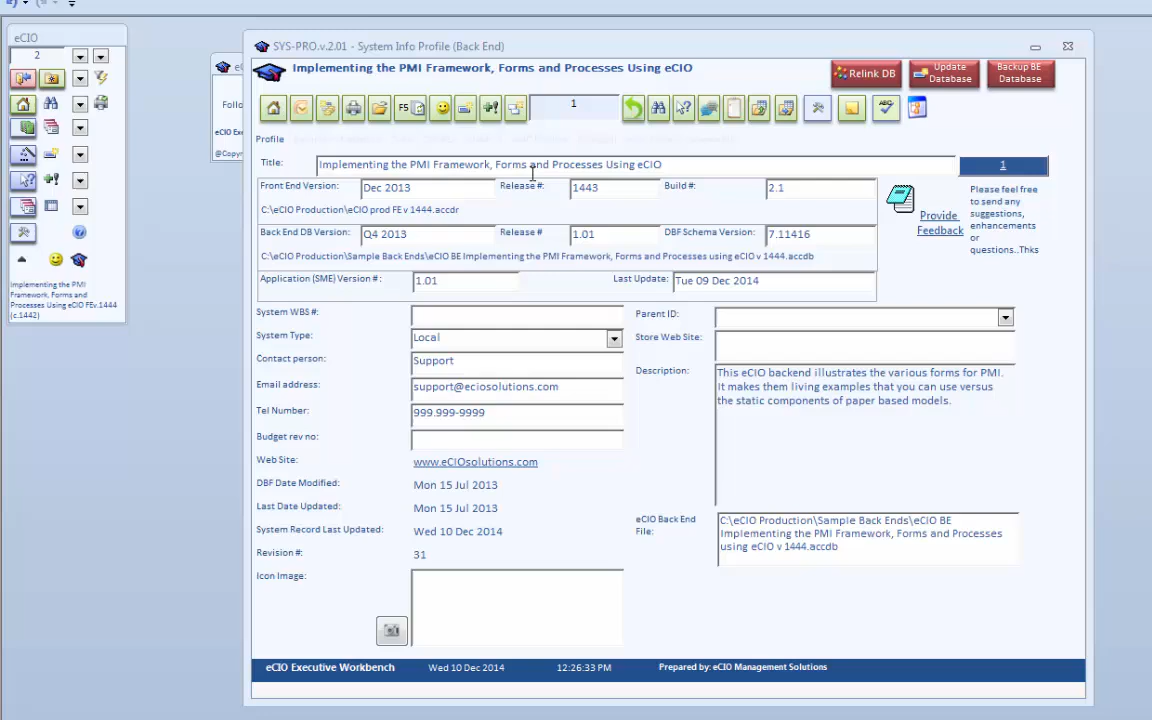 eCIO
2
Implementing the PMI
Framework, Forms and
Processes Using eCIO FEv.1444
(c.1442)
Follo
eCIO Exe
@Copyr
SYS-PRO.v.2.01 - System Info Profile (Back End)
Implementing the PMI Framework, Forms and Processes Using eCIO
Relink DB
Update
Database
Backup BE
Database
F5
1
Profile
Title:
Implementing the PMI Framework, Forms and Processes Using eCIO
1
Front End Version:
Dec 2013
Release#:
1443
Build #:
2.1
C:\eCIO Production\eCIO prod FE v 1444.accdr
Back End DB Version:
Q4 2013
Release #
1.01
DBF Schema Version:
7.11416
C:\eCIO Production\Sample Back Ends\eCIO BE Implementing the PMI Framework, Forms and Processes using eCIO v 1444.accdb
Application (SME) Version # :
1.01
Last Update:
Tue 09 Dec 2014
Provide
Feedback
Please feel free
to send any
suggestions,
enhancements
or
questions..Thks
System WBS #:
System Type:
Local
Contact person:
Support
Email address:
support@eciosolutions.com
Tel Number:
999.999-9999
Budget rev no:
Web Site:
www.eCIOsolutions.com
DBF Date Modified:
Mon 15 Jul 2013
Last Date Updated:
Mon 15 Jul 2013
System Record Last Updated:
Wed 10 Dec 2014
Revision #:
31
Icon Image:
Parent ID:
Store Web Site:
Description:
This eCIO backend illustrates the various forms for PMI.
It makes them living examples that you can use versus
the static components of paper based models.
eCIO Back End
File:
C:\eCIO Production\Sample Back Ends\eCIO BE
Implementing the PMI Framework, Forms and Processes
using eCIO v 1444.accdb
eCIO Executive Workbench
Wed 10 Dec 2014
12:26:33 PM
Prepared by: eCIO Management Solutions